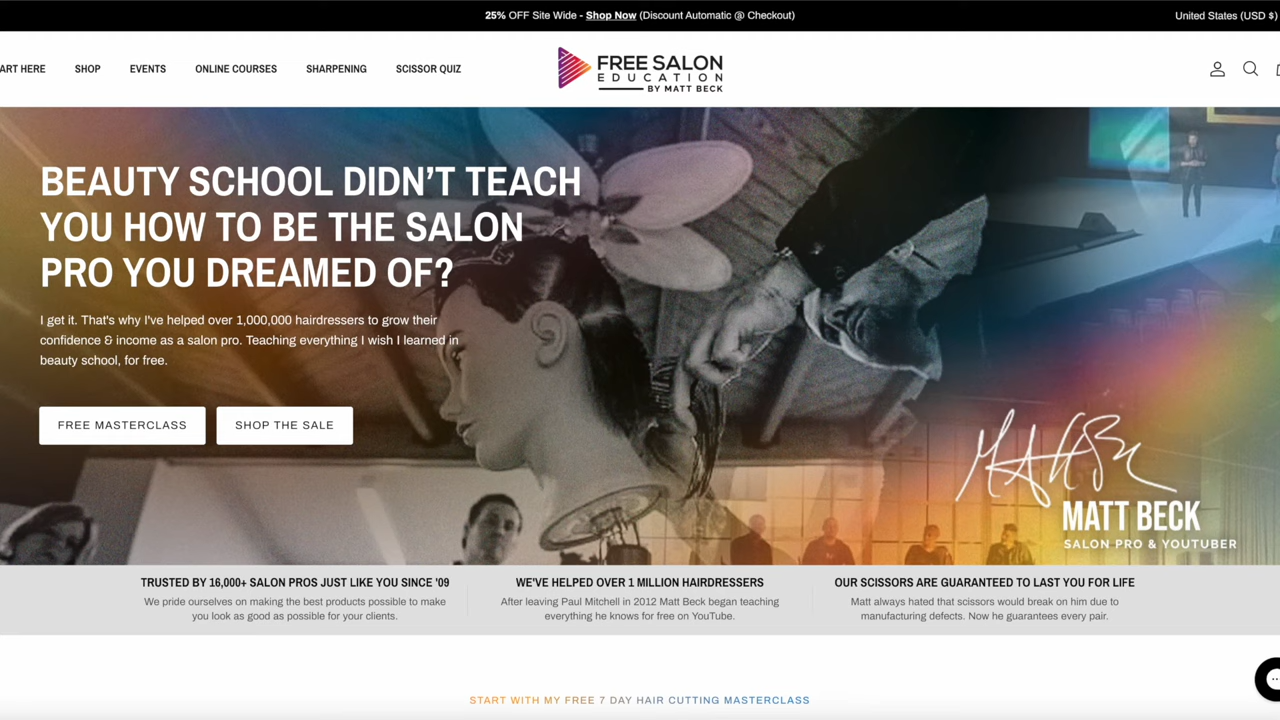 25% OFF Site Wide - Shop Now (Discount Automatic @ Checkout)
United States (USD $)
ART HERE
SHOP
EVENTS
ONLINE COURSES
SHARPENING
SCISSOR QUIZ
FREE SALON
EDUCATION
BY MATT BECK
BEAUTY SCHOOL DIDN'T TEACH
YOU HOW TO BE THE SALON
PRO YOU DREAMED OF?
I get it. That's why I've helped over 1,000,000 hairdressers to grow their
confidence & income as a salon pro. Teaching everything I wish I learned in
beauty school, for free.
FREE MASTERCLASS
SHOP THE SALE
MATT BECK
SALON PRO & YOUTUBER
TRUSTED BY 16,000+ SALON PROS JUST LIKE YOU SINCE '09
We pride ourselves on making the best products possible to make
you look as good as possible for your clients.
WE'VE HELPED OVER 1 MILLION HAIRDRESSERS
After leaving Paul Mitchell in 2012 Matt Beck began teaching
everything he knows for free on YouTube.
OUR SCISSORS ARE GUARANTEED TO LAST YOU FOR LIFE
Matt always hated that scissors would break on him due to
manufacturing defects. Now he guarantees every pair.
START WITH MY FREE 7 DAY HAIR CUTTING MASTERCLASS